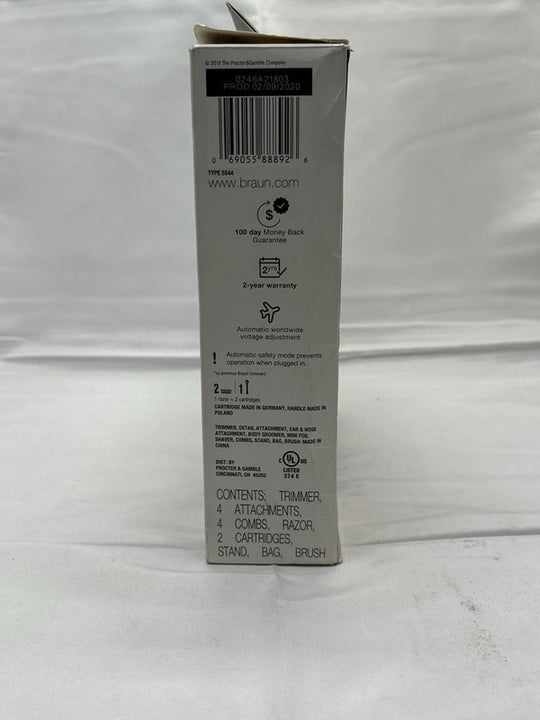 © 2018 The Procter&Gamble Company
0246A21803
PROD 02/09/2020
0 69055 88892 6
TYPE 5544
www.braun.com
$
100 day Money Back
Guarantee
2yrs
2-year warranty
Automatic worldwide
voltage adjustment
! Automatic safety mode prevents
operation when plugged in.
*vs previous Braun trimmers
2 1
1 razor + 2 cartridges
CARTRIDGE MADE IN GERMANY, HANDLE MADE IN
POLAND
TRIMMER, DETAIL ATTACHMENT, EAR & NOSE
ATTACHMENT, BODY GROOMER, MINI FOIL
SHAVER, COMBS, STAND, BAG, BRUSH: MADE IN
CHINA
DIST. BY
PROCTER & GAMBLE
CINCINNATI, OH 45202
C UL US
LISTED
374 E
CONTENTS: TRIMMER,
4 ATTACHMENTS,
4 COMBS, RAZOR,
2 CARTRIDGES,
STAND, BAG, BRUSH